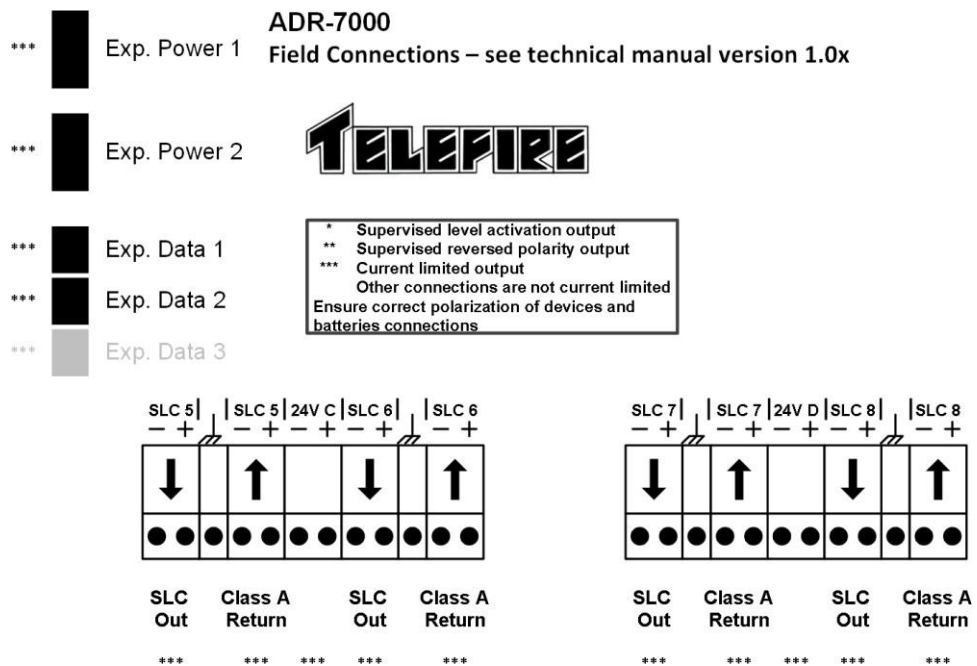 *** Exp. Power 1
ADR-7000
Field Connections – see technical manual version 1.0x
*** Exp. Power 2
TELEFIRE
*** Exp. Data 1
*** Exp. Data 2
*** Exp. Data 3
* Supervised level activation output
** Supervised reversed polarity output
*** Current limited output
Other connections are not current limited
Ensure correct polarization of devices and
batteries connections
SLC 5 | | SLC 5 | 24V C | SLC 6 | | SLC 6
− + − + − + − + − +
SLC Class A SLC Class A
Out Return Out Return
*** *** *** *** ***
SLC 7 | | SLC 7 | 24V D | SLC 8 | | SLC 8
− + − + − + − + − +
SLC Class A SLC Class A
Out Return Out Return
*** *** *** *** ***